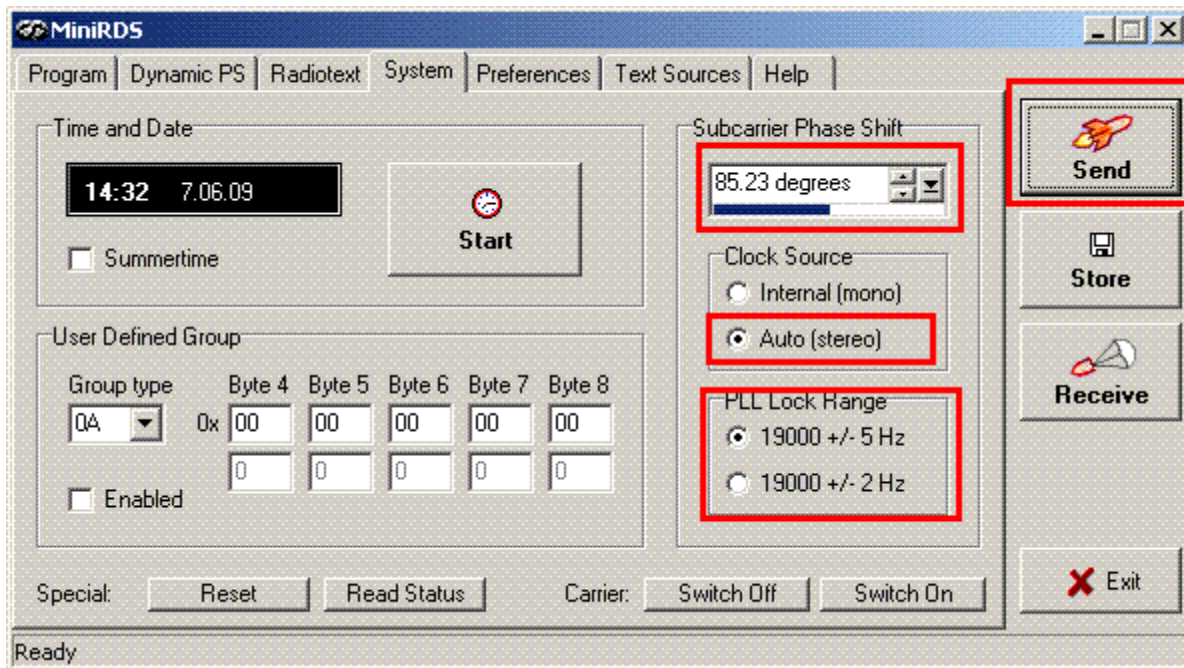 MiniRDS
Program Dynamic PS Radiotext System Preferences Text Sources Help
Time and Date
14:32 7.06.09
Start
Summertime
User Defined Group
Group type Byte 4 Byte 5 Byte 6 Byte 7 Byte 8
0A 0x 00 00 00 00 00
0 0 0 0 0
Enabled
Subcarrier Phase Shift
85.23 degrees
Clock Source
Internal (mono)
Auto (stereo)
PLL Lock Range
19000 +/- 5 Hz
19000 +/- 2 Hz
Send
Store
Receive
Special: Reset Read Status Carrier: Switch Off Switch On
Exit
Ready